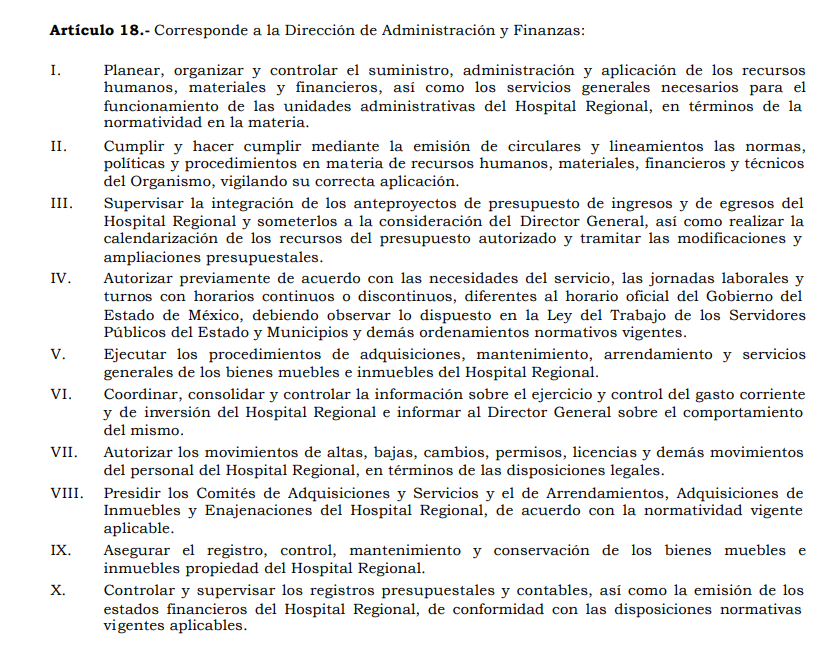 Artículo 18.- Corresponde a la Dirección de Administración y Finanzas:
I. Planear, organizar y controlar el suministro, administración y aplicación de los recursos
humanos, materiales y financieros, así como los servicios generales necesarios para el
funcionamiento de las unidades administrativas del Hospital Regional, en términos de la
normatividad en la materia.
II. Cumplir y hacer cumplir mediante la emisión de circulares y lineamientos las normas,
políticas y procedimientos en materia de recursos humanos, materiales, financieros y técnicos
del Organismo, vigilando su correcta aplicación.
III. Supervisar la integración de los anteproyectos de presupuesto de ingresos y de egresos del
Hospital Regional y someterlos a la consideración del Director General, así como realizar la
calendarización de los recursos del presupuesto autorizado y tramitar las modificaciones y
ampliaciones presupuestales.
IV. Autorizar previamente de acuerdo con las necesidades del servicio, las jornadas laborales y
turnos con horarios continuos o discontinuos, diferentes al horario oficial del Gobierno del
Estado de México, debiendo observar lo dispuesto en la Ley del Trabajo de los Servidores
Públicos del Estado y Municipios y demás ordenamientos normativos vigentes.
V. Ejecutar los procedimientos de adquisiciones, mantenimiento, arrendamiento y servicios
generales de los bienes muebles e inmuebles del Hospital Regional.
VI. Coordinar, consolidar y controlar la información sobre el ejercicio y control del gasto corriente
y de inversión del Hospital Regional e informar al Director General sobre el comportamiento
del mismo.
VII. Autorizar los movimientos de altas, bajas, cambios, permisos, licencias y demás movimientos
del personal del Hospital Regional, en términos de las disposiciones legales.
VIII. Presidir los Comités de Adquisiciones y Servicios y el de Arrendamientos, Adquisiciones de
Inmuebles y Enajenaciones del Hospital Regional, de acuerdo con la normatividad vigente
aplicable.
IX. Asegurar el registro, control, mantenimiento y conservación de los bienes muebles e
inmuebles propiedad del Hospital Regional.
X. Controlar y supervisar los registros presupuestales y contables, así como la emisión de los
estados financieros del Hospital Regional, de conformidad con las disposiciones normativas
vigentes aplicables.